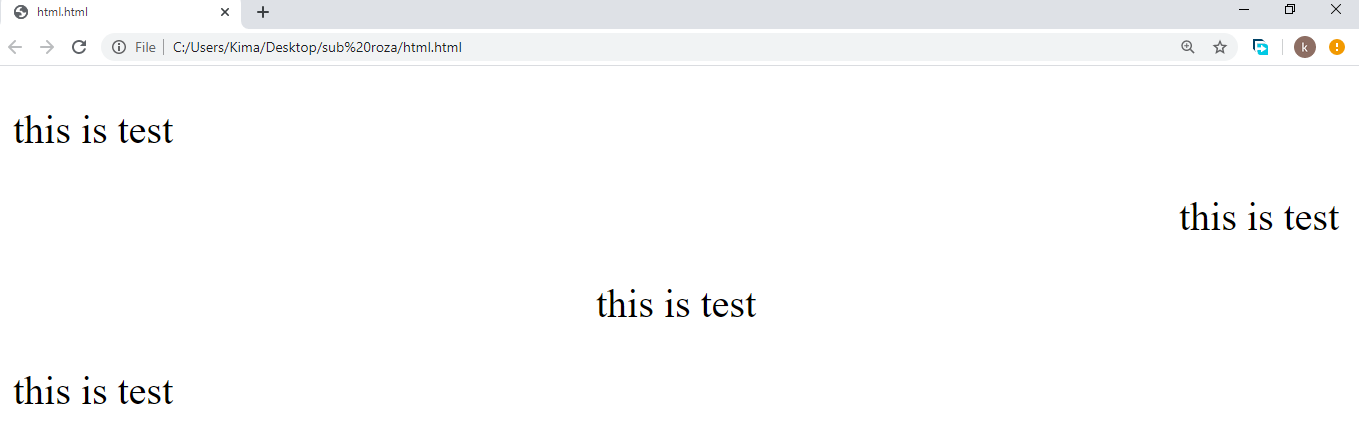 html.html
File | C:/Users/Kima/Desktop/sub%20roza/html.html
k
this is test
this is test
this is test
this is test